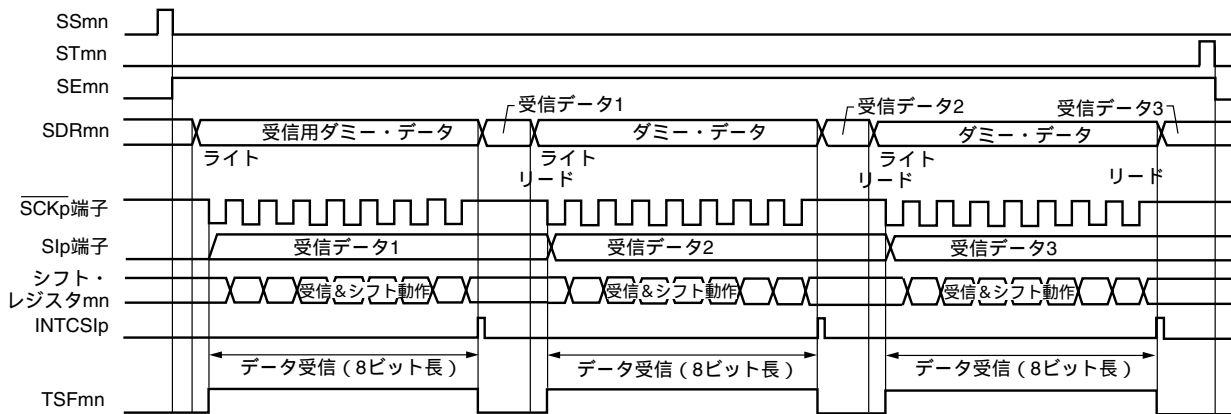 SSmn
STmn
SEmn
受信データ1
受信データ2
受信データ3
SDRmn
受信用ダミー・データ
ダミー・データ
ダミー・データ
ライト
ライト
ライト
リード
リード
リード
SCKp端子
SIp端子
受信データ1
受信データ2
受信データ3
シフト・
レジスタmn
受信&シフト動作
受信&シフト動作
受信&シフト動作
INTCSIp
データ受信（8ビット長）
データ受信（8ビット長）
データ受信（8ビット長）
TSFmn